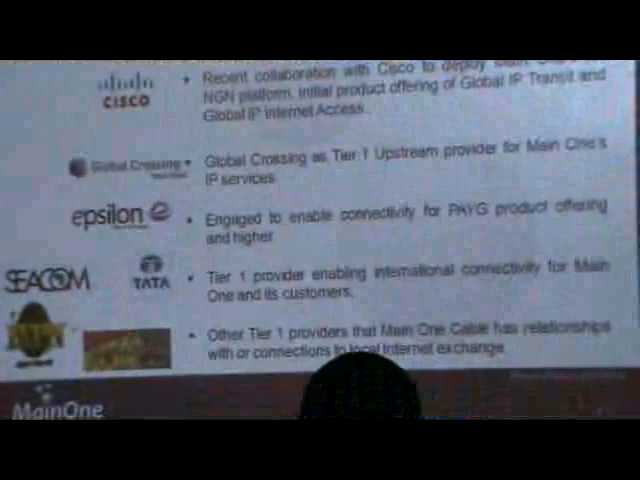 CISCO
• Recent collaboration with Cisco to deploy
NGN platform. Initial product offering of Global IP Transit and
Global IP Internet Access.
Global Crossing
• Global Crossing as Tier 1 Upstream provider for Main One's
IP services
epsilon e
• Engaged to enable connectivity for PAYG product offering
and higher
SEACOM
TATA
• Tier 1 provider enabling international connectivity for Main
One and its customers.
• Other Tier 1 providers that Main One Cable has relationships
with or connections to local Internet exchange
MainOne